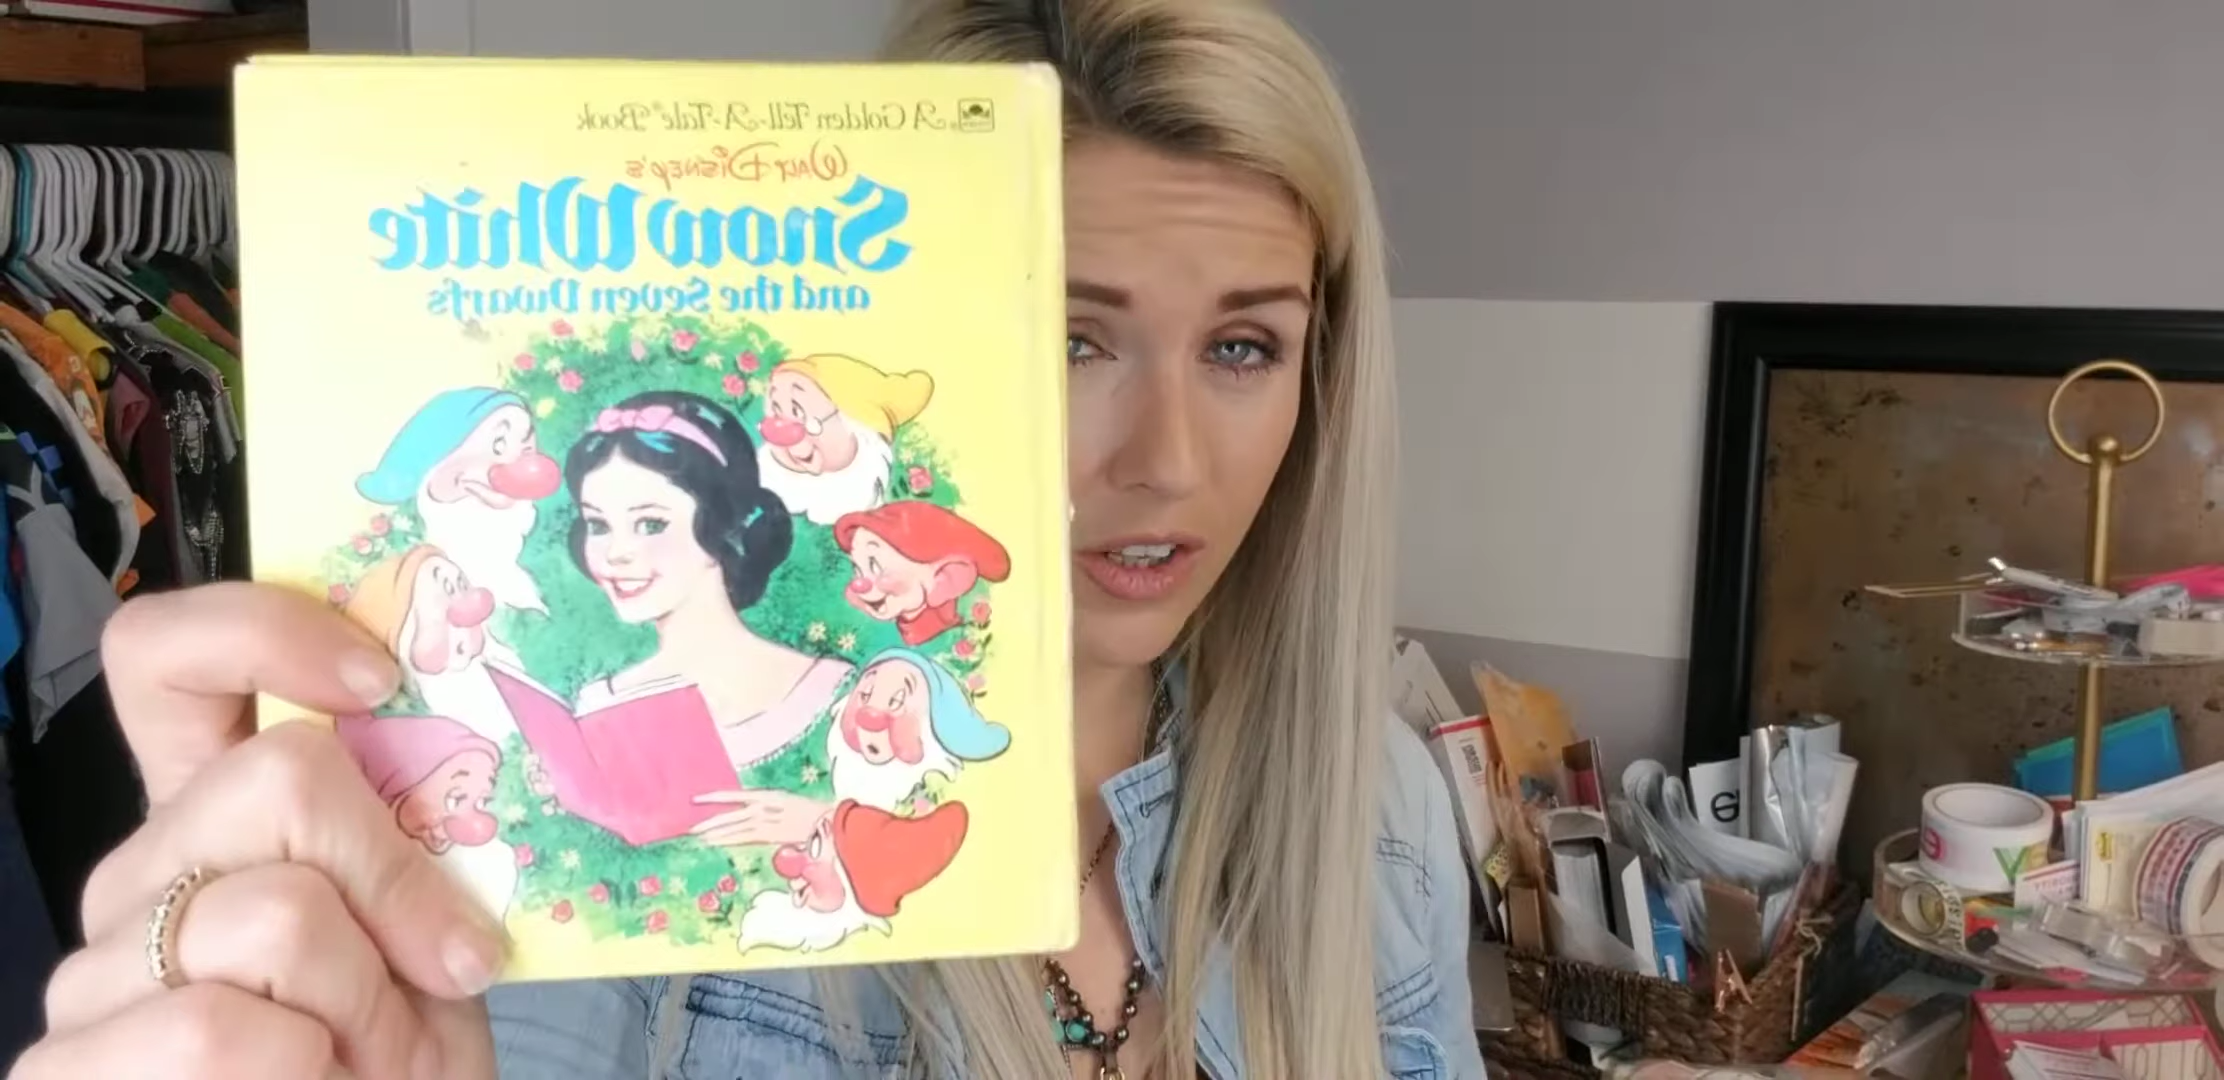 A Golden Tell-A-Tale® Book
Walt Disney's
Snow White
and the Seven Dwarfs